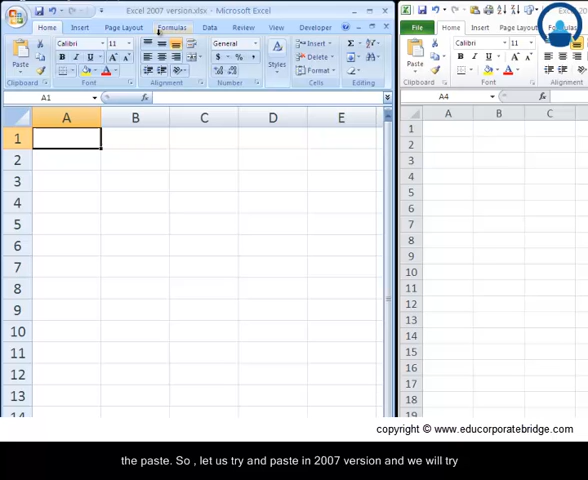 Excel 2007 version.xlsx - Microsoft Excel
Home Insert Page Layout Formulas Data Review View Developer
Paste Calibri 11 General Styles Insert Delete Format
Clipboard Font Alignment Number Cells Editing
A1
A B C D E
1
2
3
4
5
6
7
8
9
10
11
12
13
14
File Home Insert Page Layout
Paste Calibri 11
Clipboard Font Alignment
A4
A B C
1
2
3
4
5
6
7
8
9
10
11
12
13
14
15
16
17
18
19
copyright © www.educorporatebridge.com
the paste. So , let us try and paste in 2007 version and we will try